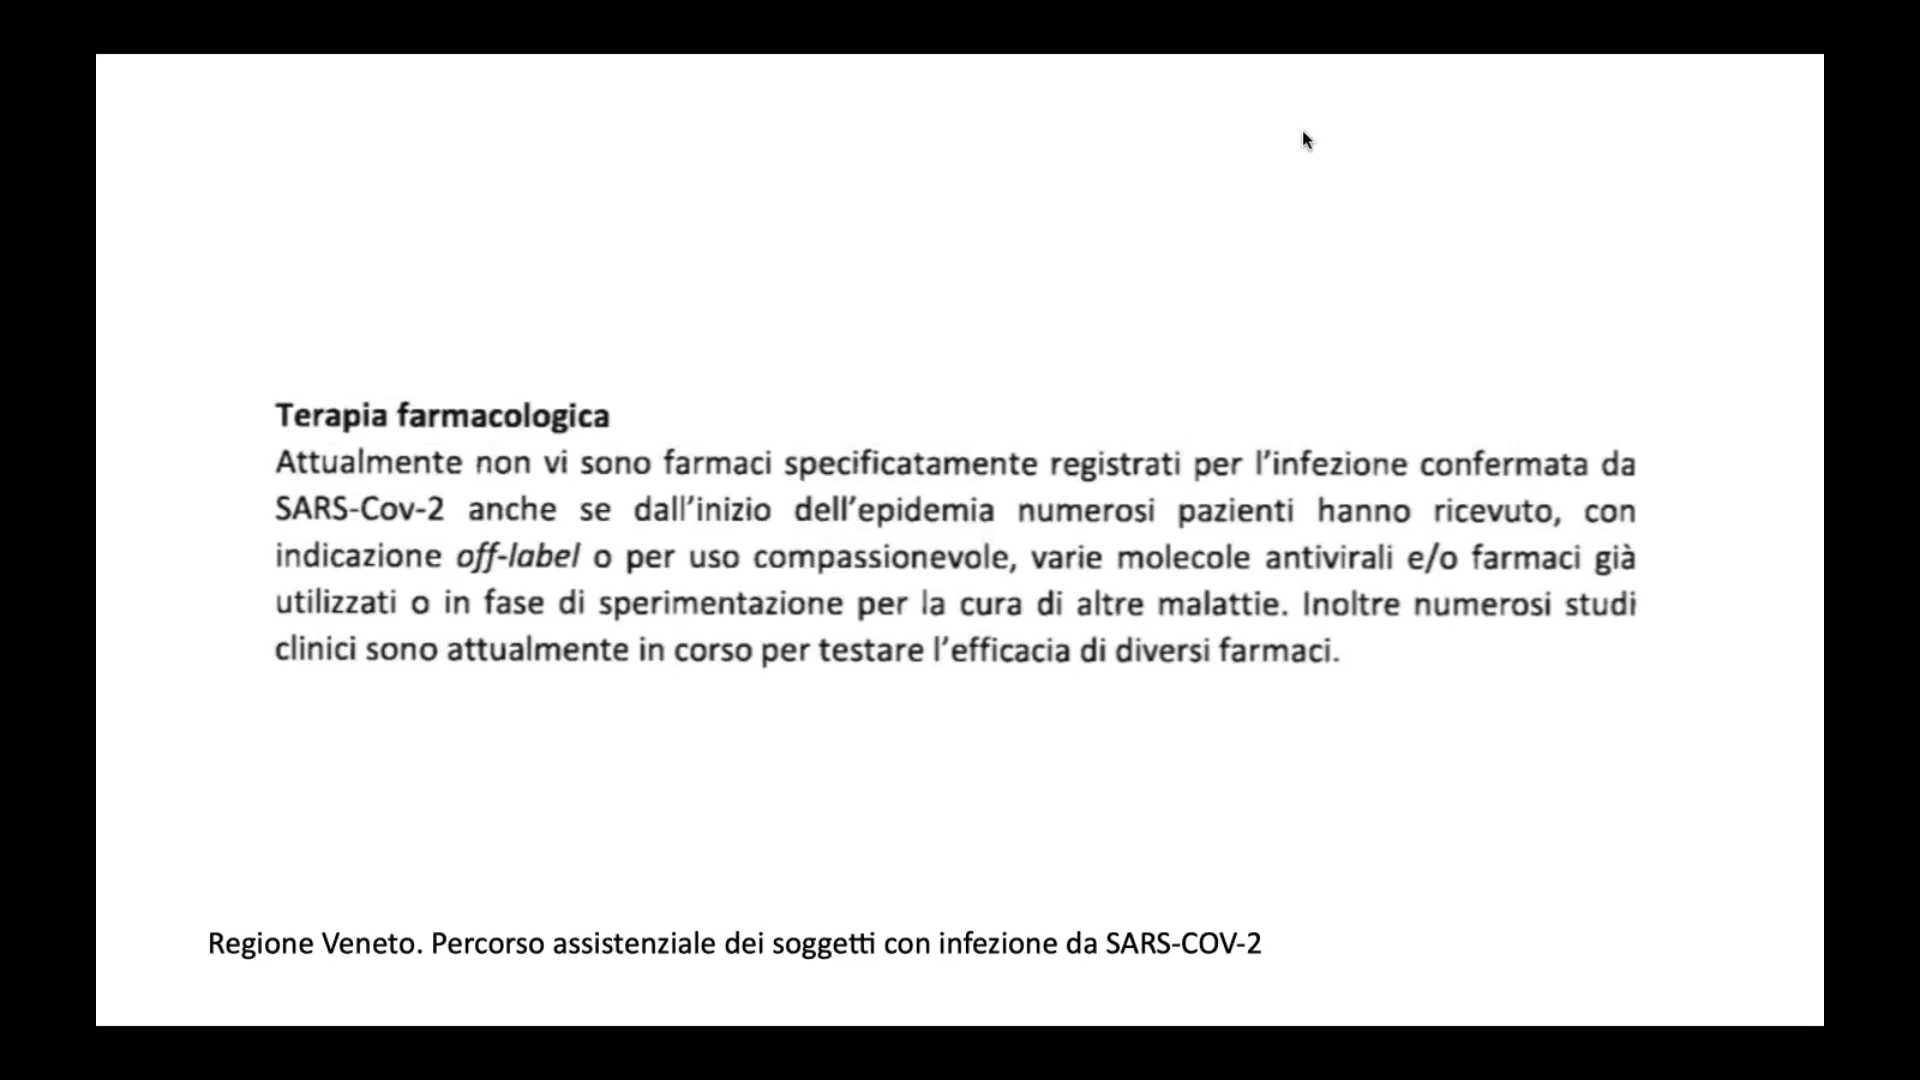 Terapia farmacologica
Attualmente non vi sono farmaci specificatamente registrati per l’infezione confermata da
SARS-Cov-2 anche se dall’inizio dell’epidemia numerosi pazienti hanno ricevuto, con
indicazione off-label o per uso compassionevole, varie molecole antivirali e/o farmaci già
utilizzati o in fase di sperimentazione per la cura di altre malattie. Inoltre numerosi studi
clinici sono attualmente in corso per testare l’efficacia di diversi farmaci.
Regione Veneto. Percorso assistenziale dei soggetti con infezione da SARS-COV-2